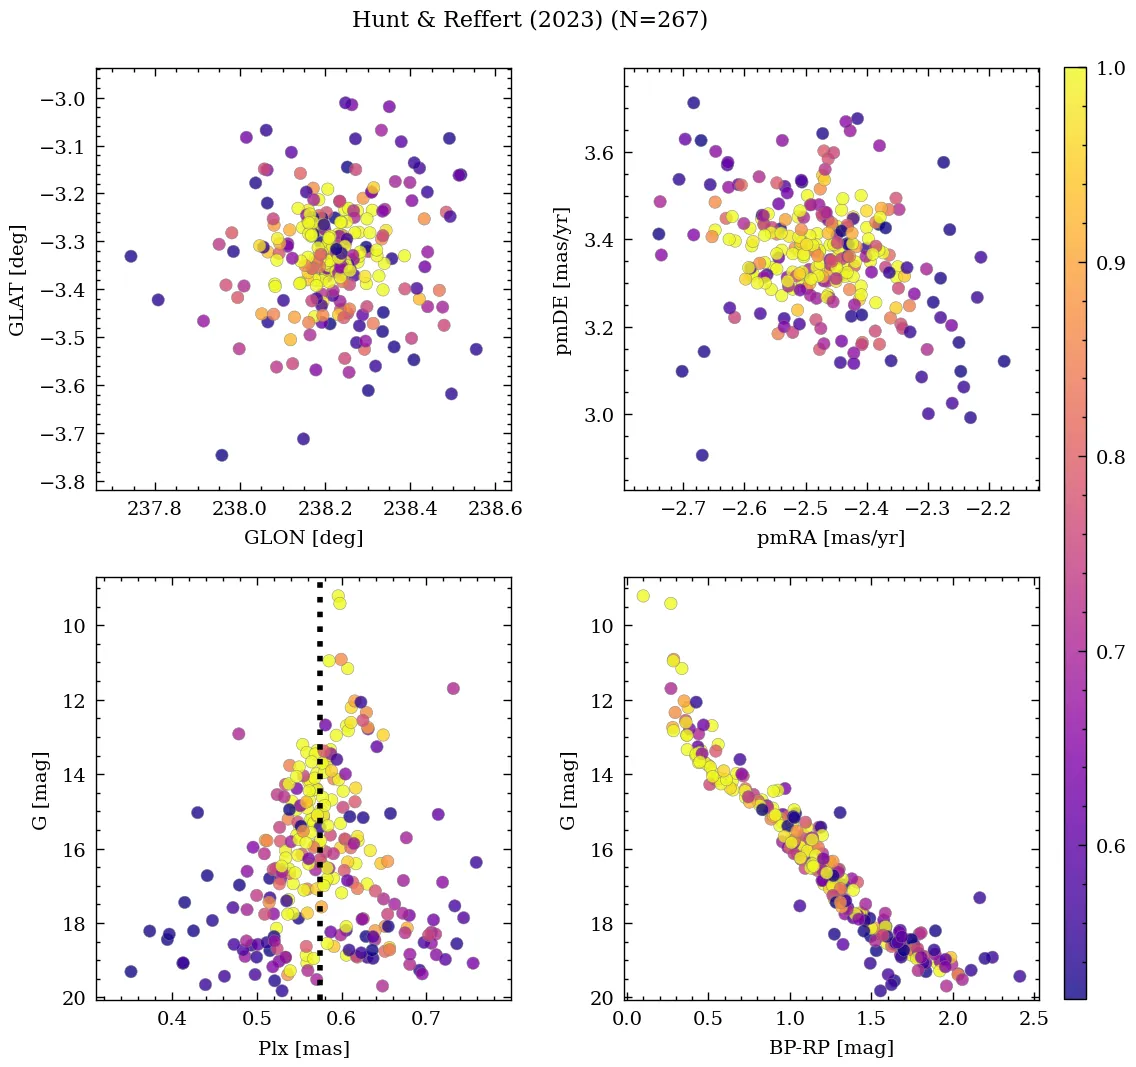 Hunt & Reffert (2023) (N=267)
−3.0
−3.1
−3.2
−3.3
−3.4
−3.5
−3.6
−3.7
−3.8
GLAT [deg]
237.8 238.0 238.2 238.4 238.6
GLON [deg]
3.6
3.4
3.2
3.0
pmDE [mas/yr]
−2.7 −2.6 −2.5 −2.4 −2.3 −2.2
pmRA [mas/yr]
1.0
0.9
0.8
0.7
0.6
10
12
14
16
18
20
G [mag]
0.4 0.5 0.6 0.7
Plx [mas]
10
12
14
16
18
20
G [mag]
0.0 0.5 1.0 1.5 2.0 2.5
BP-RP [mag]